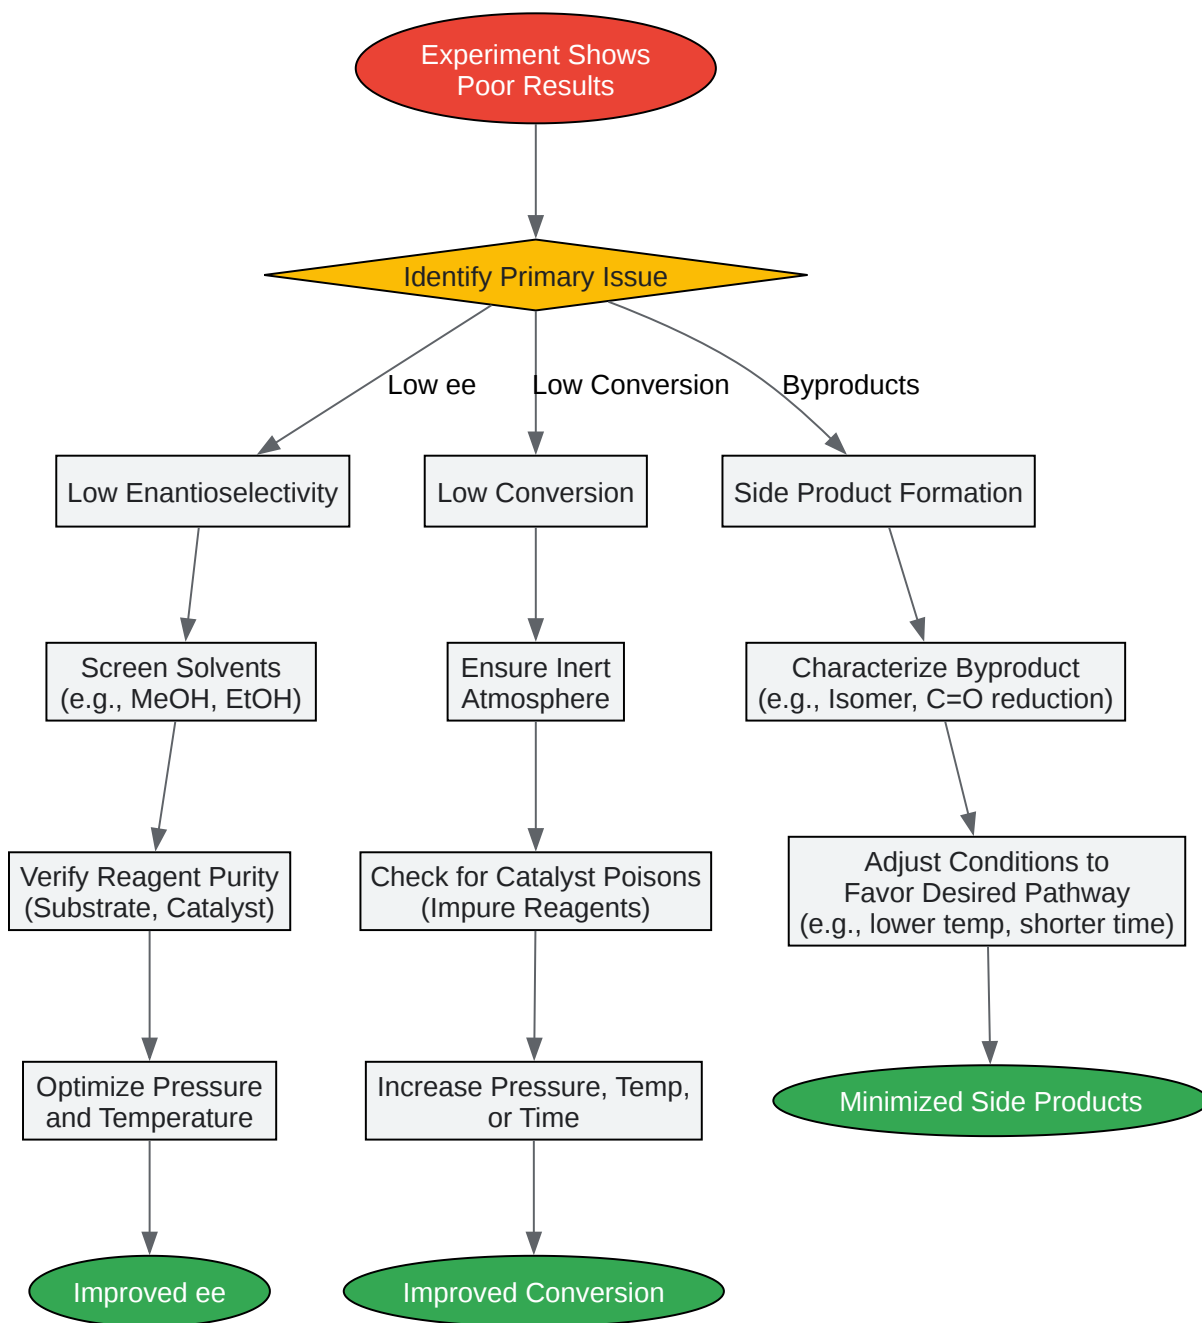 Experiment Shows
Poor Results
Identify Primary Issue
Low ee
Low Conversion
Byproducts
Low Enantioselectivity
Low Conversion
Side Product Formation
Screen Solvents
(e.g., MeOH, EtOH)
Ensure Inert
Atmosphere
Characterize Byproduct
(e.g., Isomer, C=O reduction)
Verify Reagent Purity
(Substrate, Catalyst)
Check for Catalyst Poisons
(Impure Reagents)
Adjust Conditions to
Favor Desired Pathway
(e.g., lower temp, shorter time)
Optimize Pressure
and Temperature
Increase Pressure, Temp,
or Time
Minimized Side Products
Improved ee
Improved Conversion